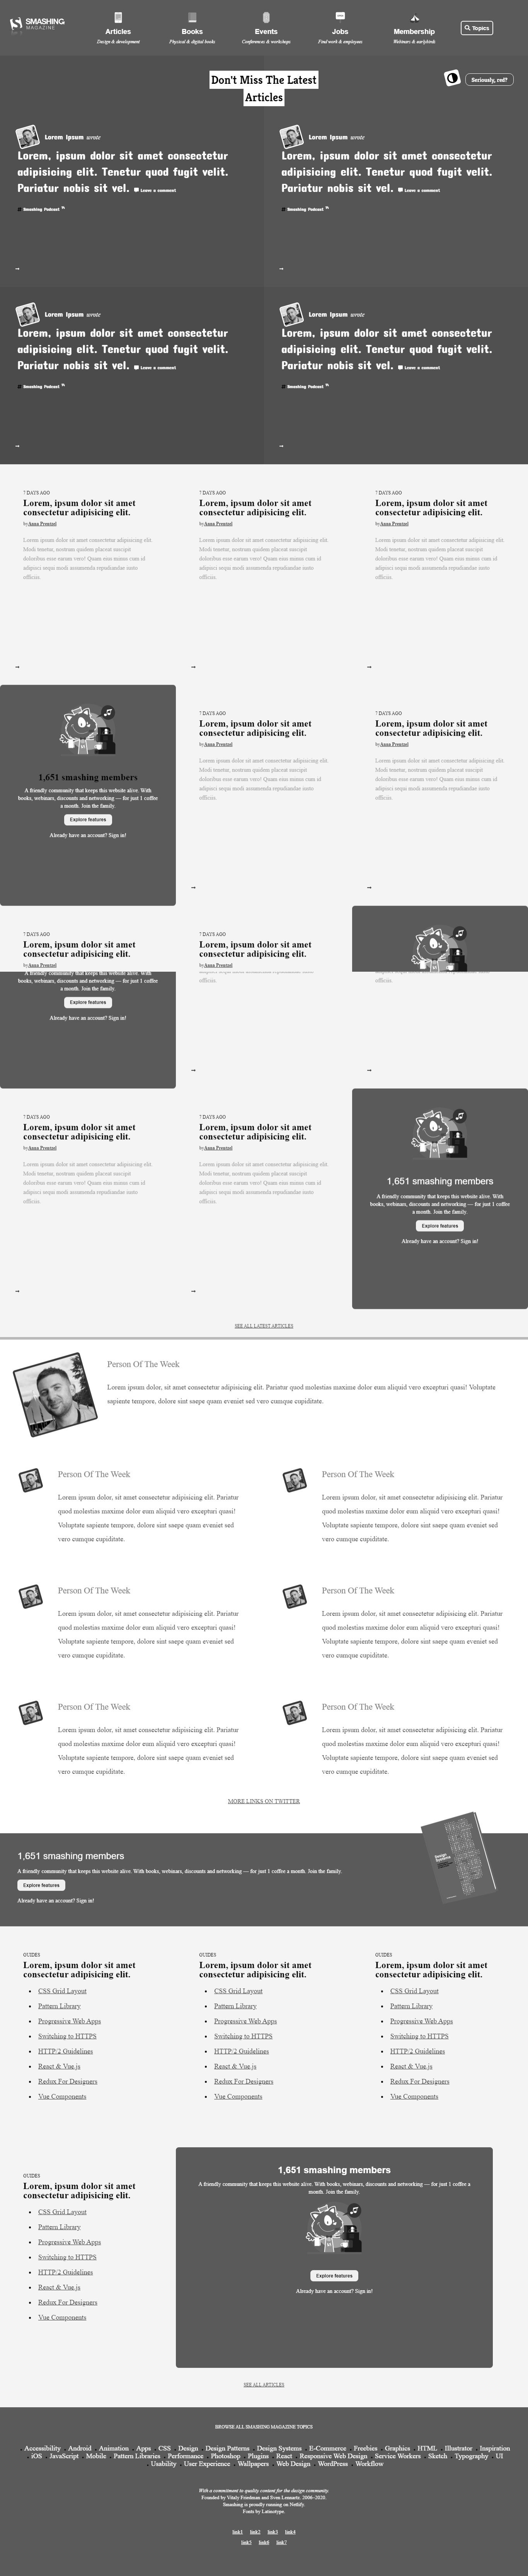 SMASHING
MAGAZINE
Articles
Design & development
Books
Physical & digital books
Events
Conferences & workshops
Jobs
Find work & employees
Membership
Webinars & earlybirds
Topics
Don't Miss The Latest
Articles
Seriously, red?
Lorem Ipsum wrote
Lorem, ipsum dolor sit amet consectetur
adipisicing elit. Tenetur quod fugit velit.
Pariatur nobis sit vel. Leave a comment
Smashing Podcast
→
Lorem Ipsum wrote
Lorem, ipsum dolor sit amet consectetur
adipisicing elit. Tenetur quod fugit velit.
Pariatur nobis sit vel. Leave a comment
Smashing Podcast
→
Lorem Ipsum wrote
Lorem, ipsum dolor sit amet consectetur
adipisicing elit. Tenetur quod fugit velit.
Pariatur nobis sit vel. Leave a comment
Smashing Podcast
→
Lorem Ipsum wrote
Lorem, ipsum dolor sit amet consectetur
adipisicing elit. Tenetur quod fugit velit.
Pariatur nobis sit vel. Leave a comment
Smashing Podcast
→
7 DAYS AGO
Lorem, ipsum dolor sit amet
consectetur adipisicing elit.
by Anna Prenzel
Lorem ipsum dolor sit amet consectetur adipisicing elit
Modi tenetur, nostrum quidem placeat suscipit
doloribus esse earum vero! Quam eius minus cum id
adipisci sequi modi assumenda repudiandae iusto
officiis
→
7 DAYS AGO
Lorem, ipsum dolor sit amet
consectetur adipisicing elit.
by Anna Prenzel
Lorem ipsum dolor sit amet consectetur adipisicing elit
Modi tenetur, nostrum quidem placeat suscipit
doloribus esse earum vero! Quam eius minus cum id
adipisci sequi modi assumenda repudiandae iusto
officiis
→
7 DAYS AGO
Lorem, ipsum dolor sit amet
consectetur adipisicing elit.
by Anna Prenzel
Lorem ipsum dolor sit amet consectetur adipisicing elit
Modi tenetur, nostrum quidem placeat suscipit
doloribus esse earum vero! Quam eius minus cum id
adipisci sequi modi assumenda repudiandae iusto
officiis
→
1,651 smashing members
A friendly community that keeps this website alive. With
books, webinars, discounts and networking — for just 1 coffee
a month. Join the family.
Explore features
Already have an account? Sign in!
7 DAYS AGO
Lorem, ipsum dolor sit amet
consectetur adipisicing elit.
by Anna Prenzel
Lorem ipsum dolor sit amet consectetur adipisicing elit
Modi tenetur, nostrum quidem placeat suscipit
doloribus esse earum vero! Quam eius minus cum id
adipisci sequi modi assumenda repudiandae iusto
officiis
→
7 DAYS AGO
Lorem, ipsum dolor sit amet
consectetur adipisicing elit.
by Anna Prenzel
Lorem ipsum dolor sit amet consectetur adipisicing elit
Modi tenetur, nostrum quidem placeat suscipit
doloribus esse earum vero! Quam eius minus cum id
adipisci sequi modi assumenda repudiandae iusto
officiis
→
7 DAYS AGO
Lorem, ipsum dolor sit amet
consectetur adipisicing elit.
by Anna Prenzel
A friendly community that keeps this website alive. With
books, webinars, discounts and networking — for just 1 coffee
a month. Join the family.
Explore features
Already have an account? Sign in!
7 DAYS AGO
Lorem, ipsum dolor sit amet
consectetur adipisicing elit.
by Anna Prenzel
adipisci sequi modi assumenda repudiandae iusto
officiis
→
adipisci sequi modi assumenda repudiandae iusto
officiis
→
7 DAYS AGO
Lorem, ipsum dolor sit amet
consectetur adipisicing elit.
by Anna Prenzel
Lorem ipsum dolor sit amet consectetur adipisicing elit
Modi tenetur, nostrum quidem placeat suscipit
doloribus esse earum vero! Quam eius minus cum id
adipisci sequi modi assumenda repudiandae iusto
officiis
→
7 DAYS AGO
Lorem, ipsum dolor sit amet
consectetur adipisicing elit.
by Anna Prenzel
Lorem ipsum dolor sit amet consectetur adipisicing elit
Modi tenetur, nostrum quidem placeat suscipit
doloribus esse earum vero! Quam eius minus cum id
adipisci sequi modi assumenda repudiandae iusto
officiis
→
1,651 smashing members
A friendly community that keeps this website alive. With
books, webinars, discounts and networking — for just 1 coffee
a month. Join the family.
Explore features
Already have an account? Sign in!
SEE ALL LATEST ARTICLES
Person Of The Week
Lorem ipsum dolor, sit amet consectetur adipisicing elit. Pariatur quod molestias maxime dolor eum aliquid vero excepturi quasi! Voluptate
sapiente tempore, dolore sint saepe quam eveniet sed vero cumque cupiditate.
Person Of The Week
Lorem ipsum dolor, sit amet consectetur adipisicing elit. Pariatur
quod molestias maxime dolor eum aliquid vero excepturi quasi!
Voluptate sapiente tempore, dolore sint saepe quam eveniet sed
vero cumque cupiditate.
Person Of The Week
Lorem ipsum dolor, sit amet consectetur adipisicing elit. Pariatur
quod molestias maxime dolor eum aliquid vero excepturi quasi!
Voluptate sapiente tempore, dolore sint saepe quam eveniet sed
vero cumque cupiditate.
Person Of The Week
Lorem ipsum dolor, sit amet consectetur adipisicing elit. Pariatur
quod molestias maxime dolor eum aliquid vero excepturi quasi!
Voluptate sapiente tempore, dolore sint saepe quam eveniet sed
vero cumque cupiditate.
Person Of The Week
Lorem ipsum dolor, sit amet consectetur adipisicing elit. Pariatur
quod molestias maxime dolor eum aliquid vero excepturi quasi!
Voluptate sapiente tempore, dolore sint saepe quam eveniet sed
vero cumque cupiditate.
Person Of The Week
Lorem ipsum dolor, sit amet consectetur adipisicing elit. Pariatur
quod molestias maxime dolor eum aliquid vero excepturi quasi!
Voluptate sapiente tempore, dolore sint saepe quam eveniet sed
vero cumque cupiditate.
Person Of The Week
Lorem ipsum dolor, sit amet consectetur adipisicing elit. Pariatur
quod molestias maxime dolor eum aliquid vero excepturi quasi!
Voluptate sapiente tempore, dolore sint saepe quam eveniet sed
vero cumque cupiditate.
MORE LINKS ON TWITTER
1,651 smashing members
A friendly community that keeps this website alive. With books, webinars, discounts and networking — for just 1 coffee a month. Join the family.
Explore features
Already have an account? Sign in!
Design
Systems
GUIDES
Lorem, ipsum dolor sit amet
consectetur adipisicing elit.
CSS Grid Layout
Pattern Library
Progressive Web Apps
Switching to HTTPS
HTTP/2 Guidelines
React & Vue js
Redux For Designers
Vue Components
GUIDES
Lorem, ipsum dolor sit amet
consectetur adipisicing elit.
CSS Grid Layout
Pattern Library
Progressive Web Apps
Switching to HTTPS
HTTP/2 Guidelines
React & Vue js
Redux For Designers
Vue Components
GUIDES
Lorem, ipsum dolor sit amet
consectetur adipisicing elit.
CSS Grid Layout
Pattern Library
Progressive Web Apps
Switching to HTTPS
HTTP/2 Guidelines
React & Vue js
Redux For Designers
Vue Components
GUIDES
Lorem, ipsum dolor sit amet
consectetur adipisicing elit.
CSS Grid Layout
Pattern Library
Progressive Web Apps
Switching to HTTPS
HTTP/2 Guidelines
React & Vue js
Redux For Designers
Vue Components
1,651 smashing members
A friendly community that keeps this website alive. With books, webinars, discounts and networking — for just 1 coffee a
month. Join the family.
Explore features
Already have an account? Sign in!
SEE ALL ARTICLES
BROWSE ALL SMASHING MAGAZINE TOPICS
Accessibility Android Animation Apps CSS Design Design Patterns Design Systems E-Commerce Freebies Graphics HTML Illustrator Inspiration
iOS JavaScript Mobile Pattern Libraries Performance Photoshop Plugins React Responsive Web Design Service Workers Sketch Typography UI
Usability User Experience Wallpapers Web Design WordPress Workflow
With a commitment to quality content for the design community.
Founded by Vitaly Friedman and Sven Lennartz. 2006–2020.
Smashing is proudly running on Netlify.
Fonts by Latinotype.
link1 link2 link3 link4
link5 link6 link7